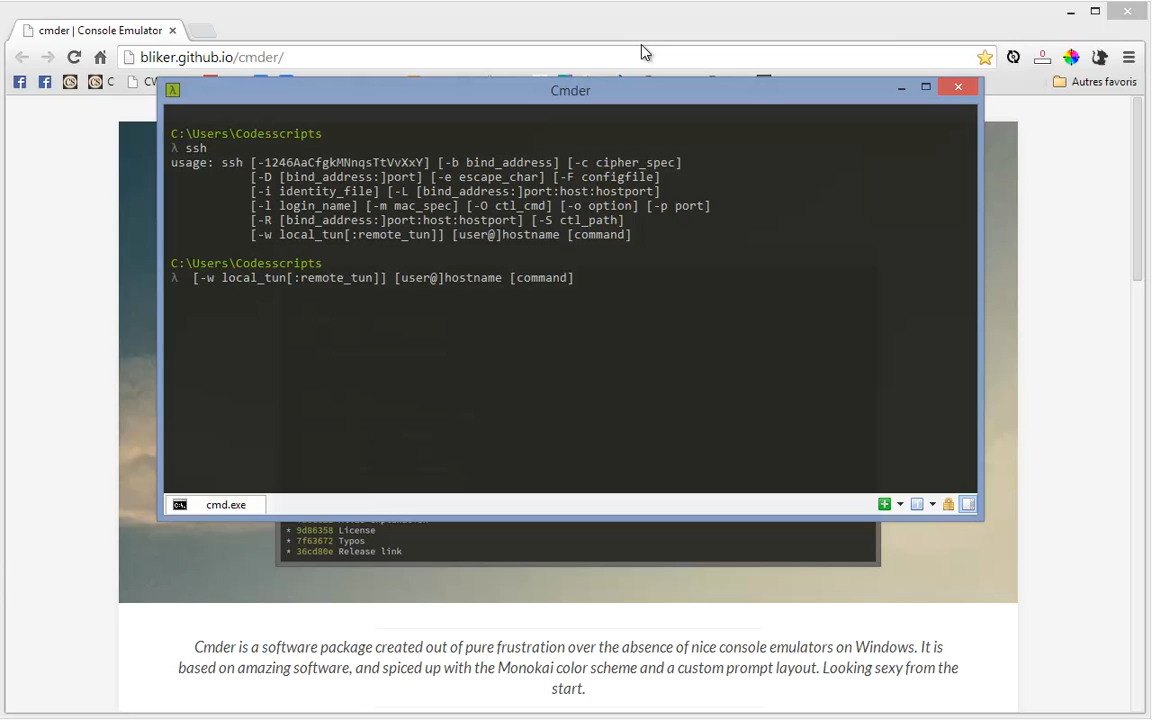 cmder | Console Emulator
bliker.github.io/cmder/
0
C
CV
Autres favoris
λ
Cmder
C:\Users\Codesscripts
λ ssh
usage: ssh [-1246AaCfgkMNnqsTtVvXxY] [-b bind_address] [-c cipher_spec]
[-D [bind_address:]port] [-e escape_char] [-F configfile]
[-i identity_file] [-L [bind_address:]port:host:hostport]
[-l login_name] [-m mac_spec] [-O ctl_cmd] [-o option] [-p port]
[-R [bind_address:]port:host:hostport] [-S ctl_path]
[-w local_tun[:remote_tun]] [user@]hostname [command]
C:\Users\Codesscripts
λ [-w local_tun[:remote_tun]] [user@]hostname [command]
cmd.exe
* 9d86358 License
* 7f63672 Typos
* 36cd80e Release link
Cmder is a software package created out of pure frustration over the absence of nice console emulators on Windows. It is
based on amazing software, and spiced up with the Monokai color scheme and a custom prompt layout. Looking sexy from the
start.